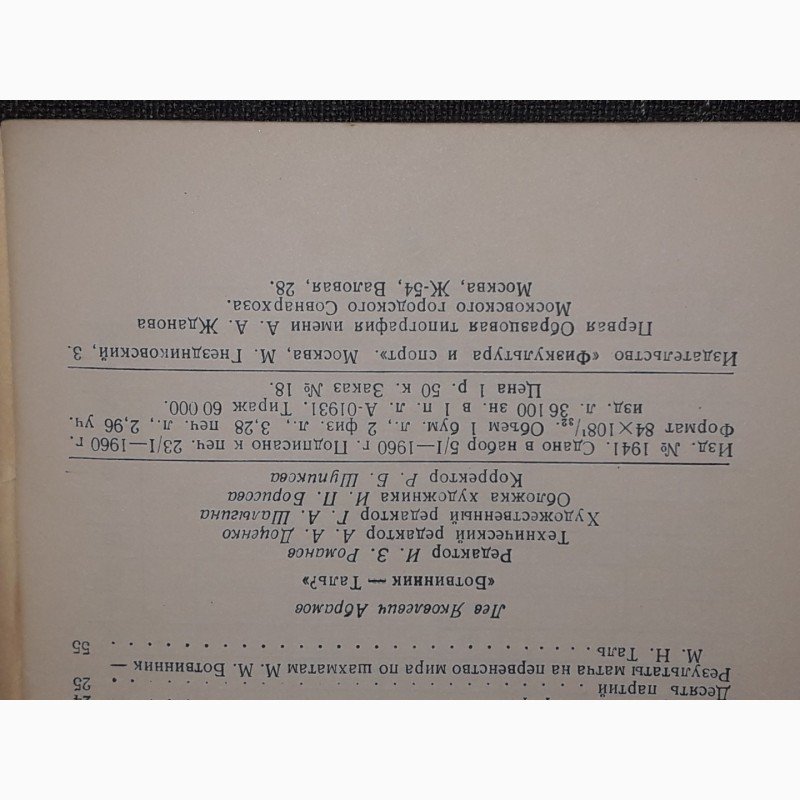 24
Десять партий . . . . . . . . . . . . . . . . . . 25
Результаты матча на первенство мира по шахматам М. М. Ботвинник —
М. Н. Таль. . . . . . . . . . . . . . . . . . . . 55
Лев Яковлевич Абрамов
«Ботвинник — Таль?»
Редактор И. З. Романов
Технический редактор А. А. Доценко
Художественный редактор Г. А. Шалыгина
Обложка художника И. П. Борисова
Корректор Р. Б. Шупикова
Изд. № 1941. Сдано в набор 5/I—1960 г. Подписано к печ. 23/I—1960 г.
Формат 84×108¹/₃₂. Объем 1 бум. л., 2 физ. л., 3,28 печ. л., 2,96 уч.
изд. л. 36 100 зн. в 1 п. л. А-01931. Тираж 60 000.
Цена 1 р. 50 к. Заказ № 18.
Издательство «Физкультура и спорт». Москва, М. Гнездниковский, 3.
Первая Образцовая типография имени А. А. Жданова
Московского городского Совнархоза.
Москва, Ж-54, Валовая, 28.